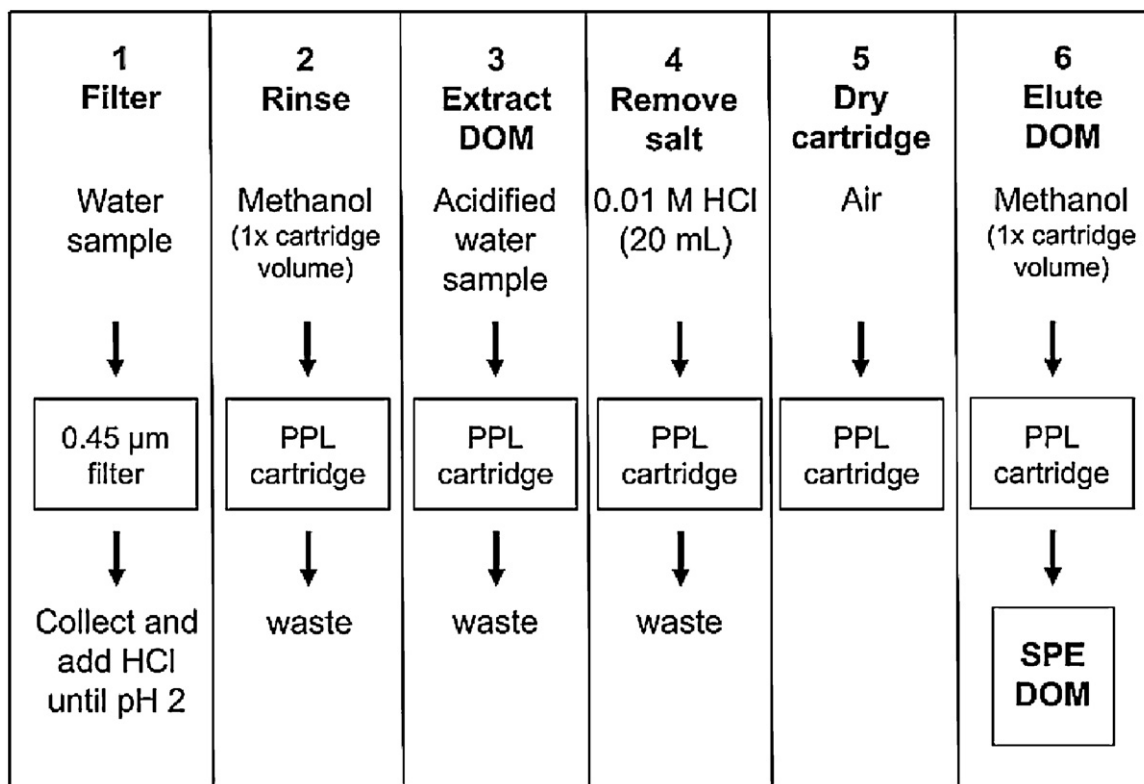 1
Filter
Water
sample
0.45 µm
filter
Collect and
add HCl
until pH 2
2
Rinse
Methanol
(1x cartridge
volume)
PPL
cartridge
waste
3
Extract
DOM
Acidified
water
sample
PPL
cartridge
waste
4
Remove
salt
0.01 M HCl
(20 mL)
PPL
cartridge
waste
5
Dry
cartridge
Air
PPL
cartridge
6
Elute
DOM
Methanol
(1x cartridge
volume)
PPL
cartridge
SPE
DOM